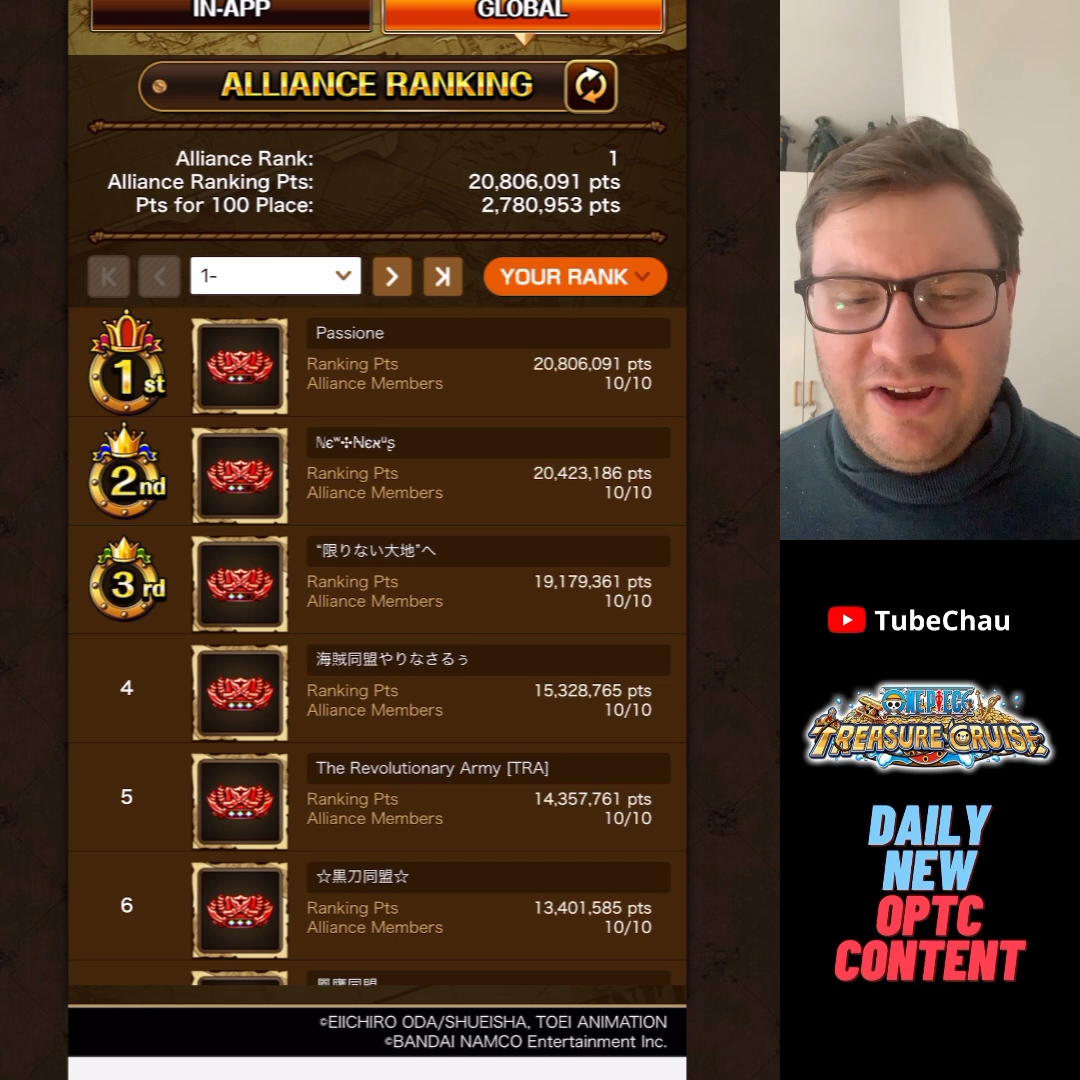 IN-APP
GLOBAL
ALLIANCE RANKING
Alliance Rank: 1
Alliance Ranking Pts: 20,806,091 pts
Pts for 100 Place: 2,780,953 pts
1-
YOUR RANK
1st
Passione
Ranking Pts 20,806,091 pts
Alliance Members 10/10
2nd
Ranking Pts 20,423,186 pts
Alliance Members 10/10
3rd
“限りない大地”へ
Ranking Pts 19,179,361 pts
Alliance Members 10/10
4
海賊同盟やりなさるぅ
Ranking Pts 15,328,765 pts
Alliance Members 10/10
5
The Revolutionary Army [TRA]
Ranking Pts 14,357,761 pts
Alliance Members 10/10
6
☆黒刀同盟☆
Ranking Pts 13,401,585 pts
Alliance Members 10/10
©EIICHIRO ODA/SHUEISHA, TOEI ANIMATION
©BANDAI NAMCO Entertainment Inc.
TubeChau
ONE PIECE
TREASURE CRUISE
DAILY
NEW
OPTC
CONTENT